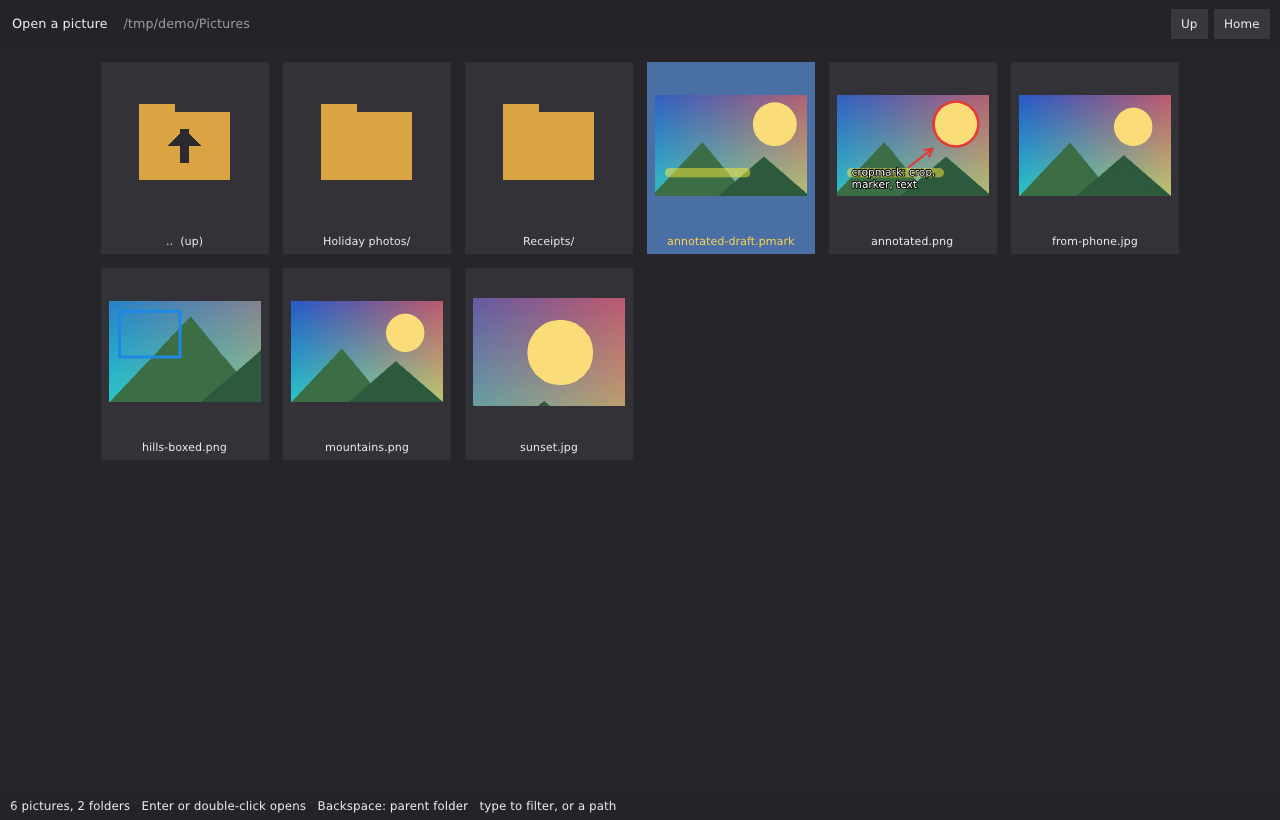 Open a picture /tmp/demo/Pictures Up Home
.. (up)
Holiday photos/
Receipts/
annotated-draft.pmark
cropmark: crop,
marker, text
annotated.png
from-phone.jpg
hills-boxed.png
mountains.png
sunset.jpg
6 pictures, 2 folders Enter or double-click opens Backspace: parent folder type to filter, or a path